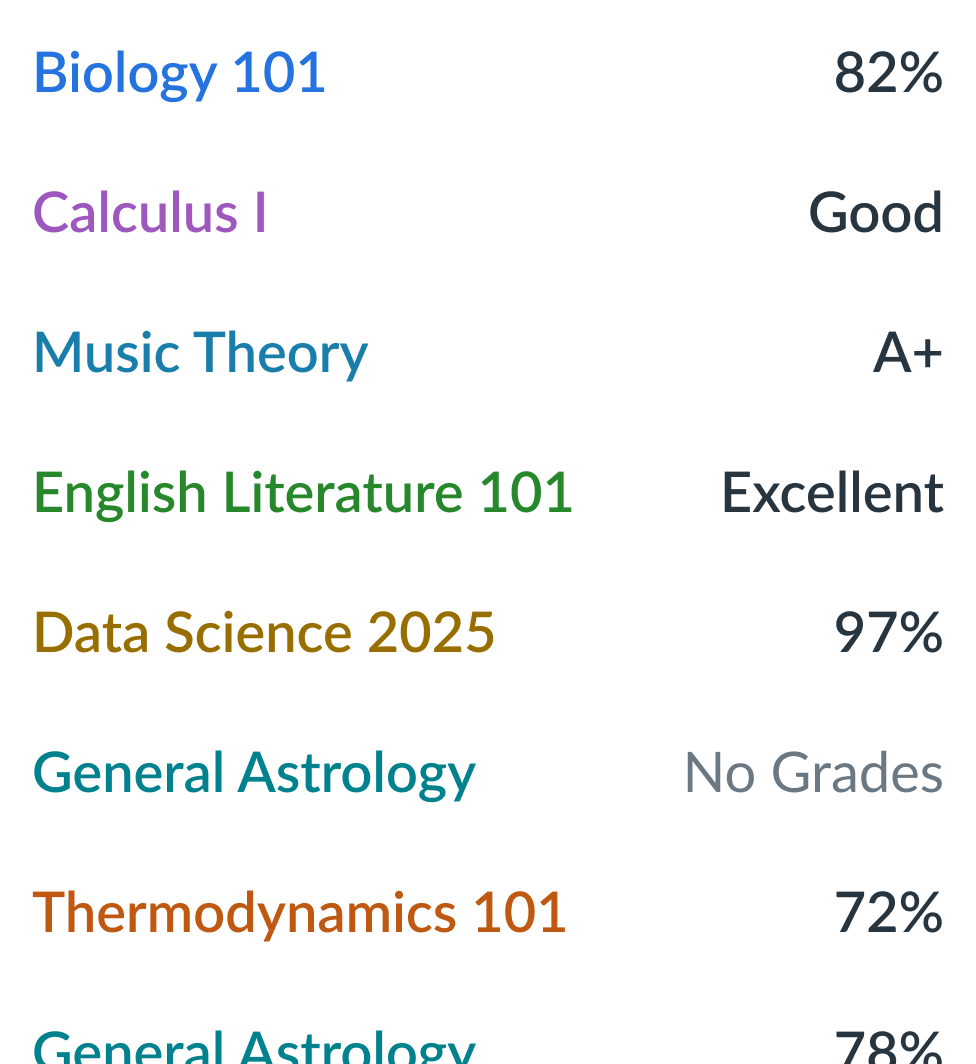 Biology 101 82%
Calculus I Good
Music Theory A+
English Literature 101 Excellent
Data Science 2025 97%
General Astrology No Grades
Thermodynamics 101 72%
General Astrology 78%